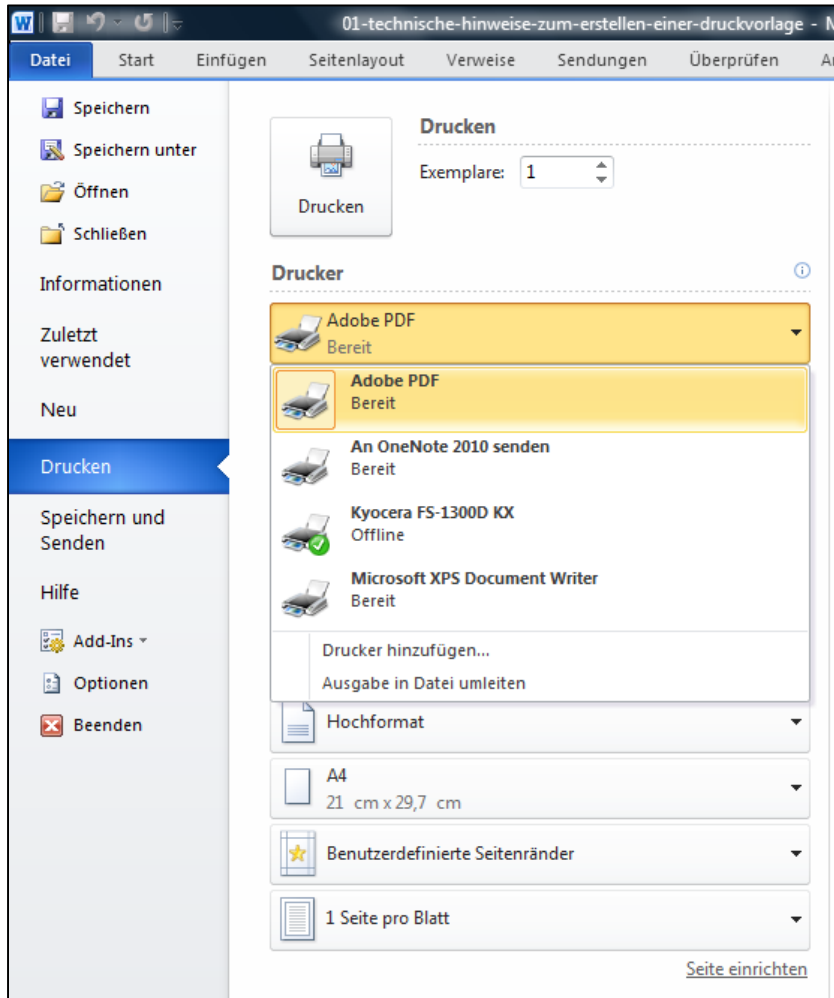 W
01-technische-hinweise-zum-erstellen-einer-druckvorlage -
Datei Start Einfügen Seitenlayout Verweise Sendungen Überprüfen
Speichern
Speichern unter
Öffnen
Schließen
Informationen
Zuletzt
verwendet
Neu
Drucken
Speichern und
Senden
Hilfe
Add-Ins
Optionen
Beenden
Drucken
Drucken
Exemplare: 1
Drucker
Adobe PDF
Bereit
Adobe PDF
Bereit
An OneNote 2010 senden
Bereit
Kyocera FS-1300D KX
Offline
Microsoft XPS Document Writer
Bereit
Drucker hinzufügen...
Ausgabe in Datei umleiten
Hochformat
A4
21 cm x 29,7 cm
Benutzerdefinierte Seitenränder
1 Seite pro Blatt
Seite einrichten